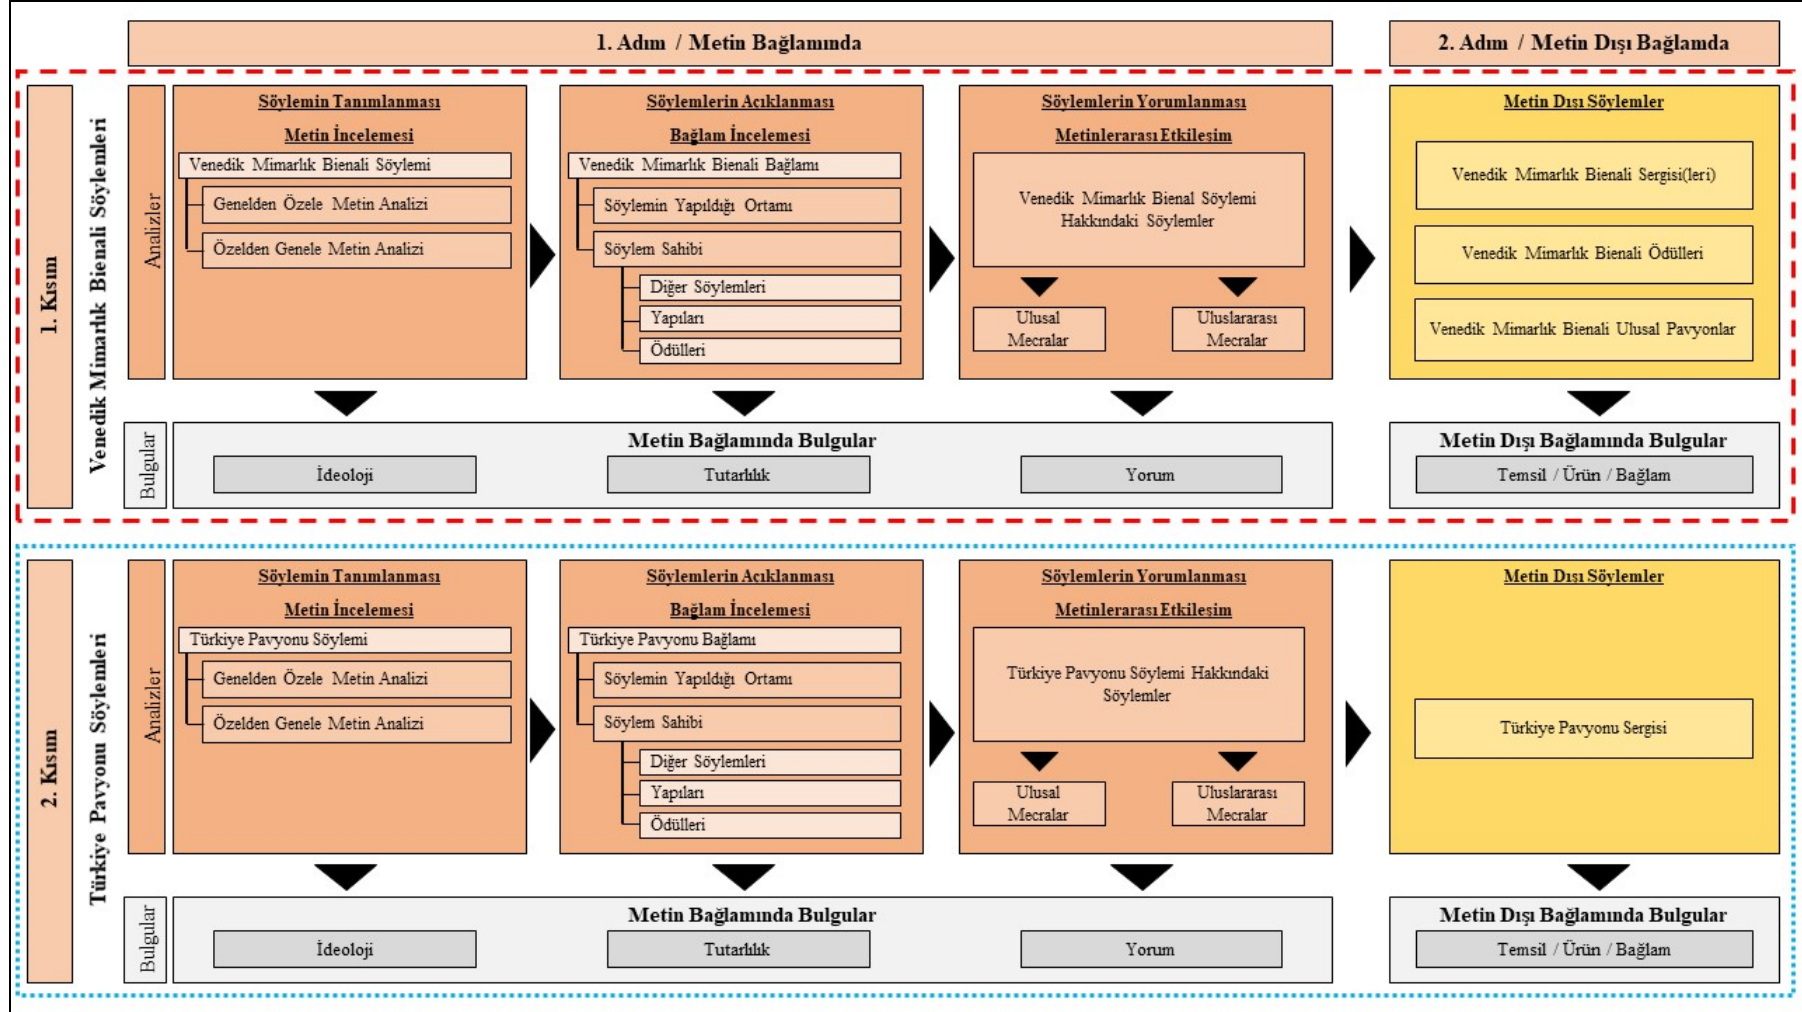 1. Adım / Metin Bağlamında
2. Adım / Metin Dışı Bağlamda
1. Kısım
Venedik Mimarlık Bienali Söylemleri
Analizler
Söylemin Tanımlanması
Metin İncelemesi
Venedik Mimarlık Bienali Söylemi
Genelden Özele Metin Analizi
Özelden Genele Metin Analizi
Söylemlerin Açıklanması
Bağlam İncelemesi
Venedik Mimarlık Bienali Bağlamı
Söylemin Yapıldığı Ortamı
Söylem Sahibi
Diğer Söylemleri
Yapıları
Ödülleri
Söylemlerin Yorumlanması
Metinlerarası Etkileşim
Venedik Mimarlık Bienal Söylemi
Hakkındaki Söylemler
Ulusal
Mecralar
Uluslararası
Mecralar
Metin Dışı Söylemler
Venedik Mimarlık Bienali Sergisi(leri)
Venedik Mimarlık Bienali Ödülleri
Venedik Mimarlık Bienali Ulusal Pavyonlar
Bulgular
Metin Bağlamında Bulgular
İdeoloji
Tutarlılık
Yorum
Metin Dışı Bağlamında Bulgular
Temsil / Ürün / Bağlam
2. Kısım
Türkiye Pavyonu Söylemleri
Analizler
Söylemin Tanımlanması
Metin İncelemesi
Türkiye Pavyonu Söylemi
Genelden Özele Metin Analizi
Özelden Genele Metin Analizi
Söylemlerin Açıklanması
Bağlam İncelemesi
Türkiye Pavyonu Bağlamı
Söylemin Yapıldığı Ortamı
Söylem Sahibi
Diğer Söylemleri
Yapıları
Ödülleri
Söylemlerin Yorumlanması
Metinlerarası Etkileşim
Türkiye Pavyonu Söylemi Hakkındaki
Söylemler
Ulusal
Mecralar
Uluslararası
Mecralar
Metin Dışı Söylemler
Türkiye Pavyonu Sergisi
Bulgular
Metin Bağlamında Bulgular
İdeoloji
Tutarlılık
Yorum
Metin Dışı Bağlamında Bulgular
Temsil / Ürün / Bağlam